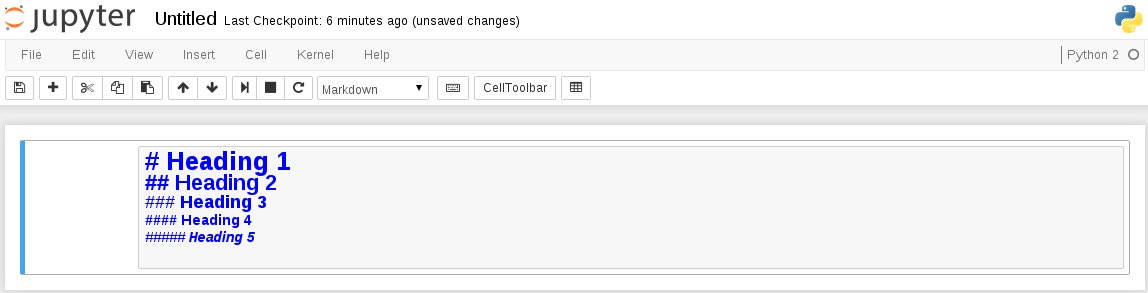 jupyter Untitled Last Checkpoint: 6 minutes ago (unsaved changes)
File Edit View Insert Cell Kernel Help Python 2
Markdown CellToolbar
# Heading 1
## Heading 2
### Heading 3
#### Heading 4
##### Heading 5